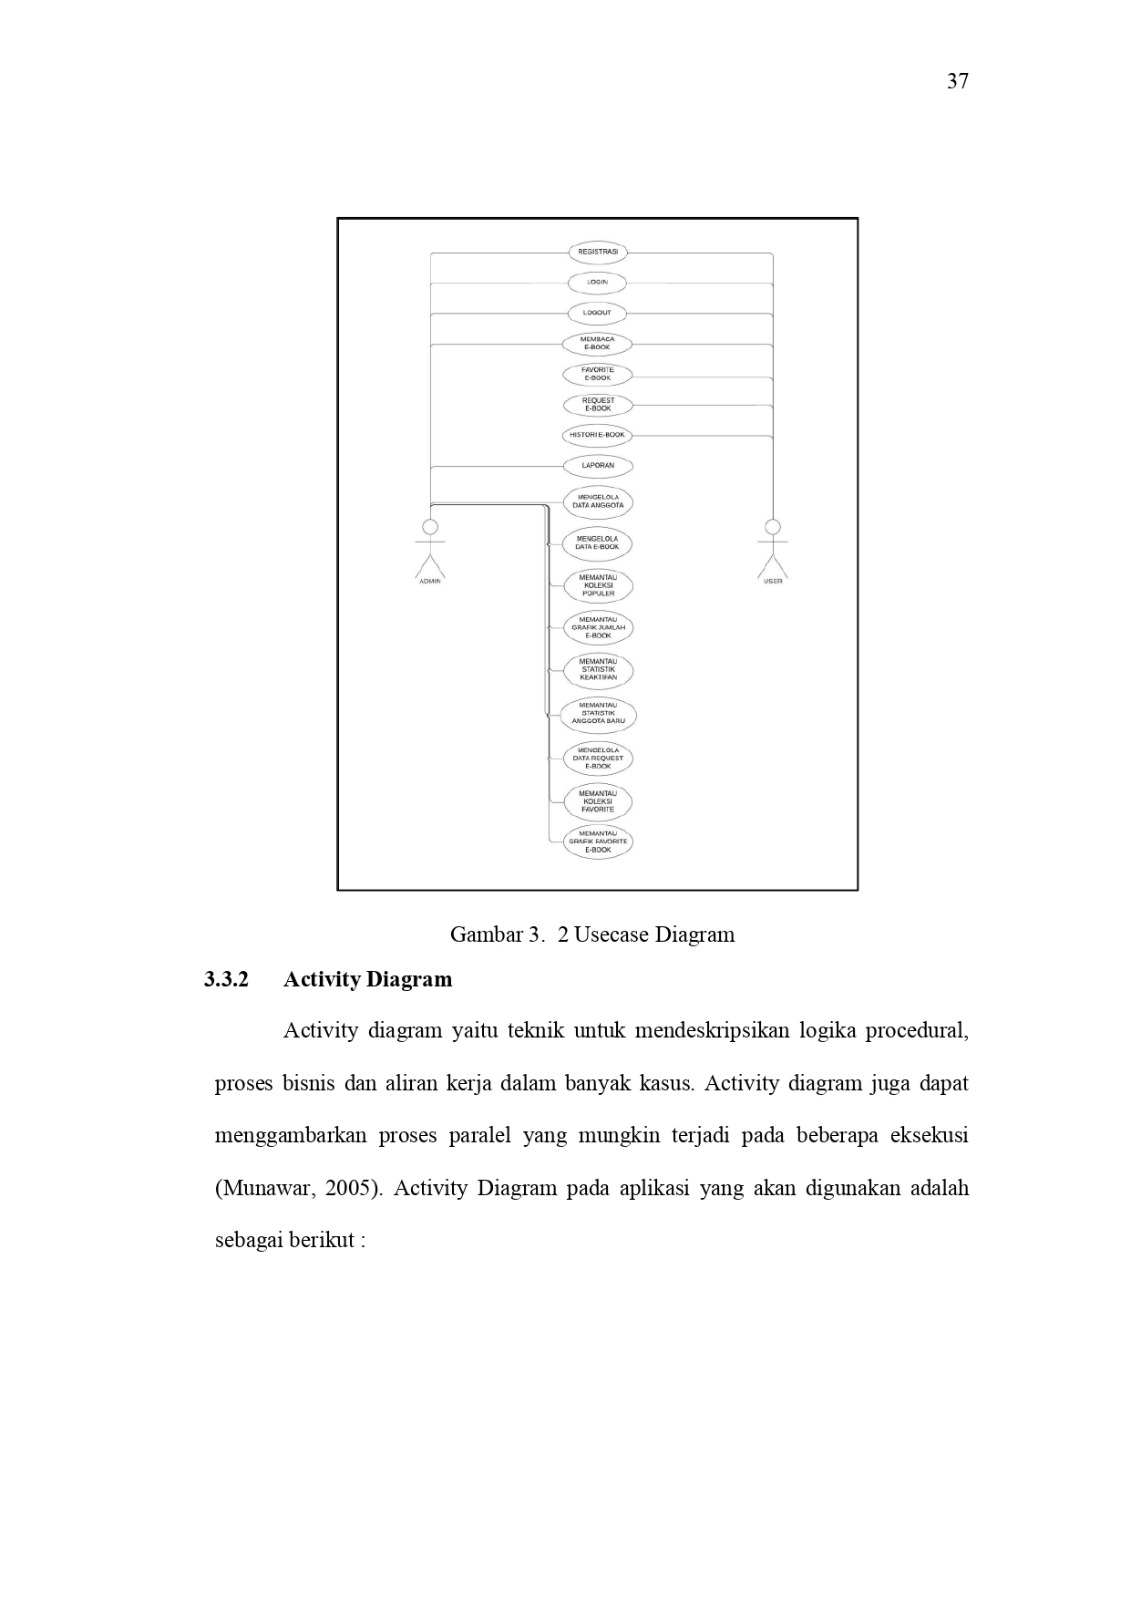 37
REGISTRASI
LOGIN
LOGOUT
MEMBACA
E-BOOK
FAVORITE
E-BOOK
REQUEST
E-BOOK
HISTORI E-BOOK
LAPORAN
MENGELOLA
DATA ANGGOTA
MENGELOLA
DATA E-BOOK
MEMANTAU
KOLEKSI
POPULER
MEMANTAU
GRAFIK JUMLAH
E-BOOK
MEMANTAU
STATISTIK
KEAKTIFAN
MEMANTAU
STATISTIK
ANGGOTA BARU
MENGELOLA
DATA REQUEST
E-BOOK
MEMANTAU
KOLEKSI
FAVORITE
MEMANTAU
GRAFIK FAVORITE
E-BOOK
ADMIN
USER
Gambar 3. 2 Usecase Diagram
3.3.2 Activity Diagram
Activity diagram yaitu teknik untuk mendeskripsikan logika procedural,
proses bisnis dan aliran kerja dalam banyak kasus. Activity diagram juga dapat
menggambarkan proses paralel yang mungkin terjadi pada beberapa eksekusi
(Munawar, 2005). Activity Diagram pada aplikasi yang akan digunakan adalah
sebagai berikut :